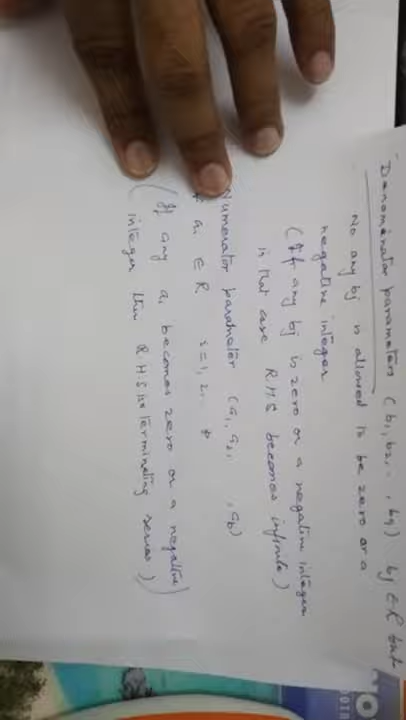 Denominator parameters (b1, b2, .. , bq) bj ∈ R but
No any bj is allowed to be zero or a
negative integer
(If any bj is zero or a negative integer
in that case R.H.S becomes infinite)
Numerator parameter (a1, a2, , ap)
ai ∈ R i = 1, 2, .. p
(If any ai becomes zero or a negative
integer then R.H.S is terminating series)